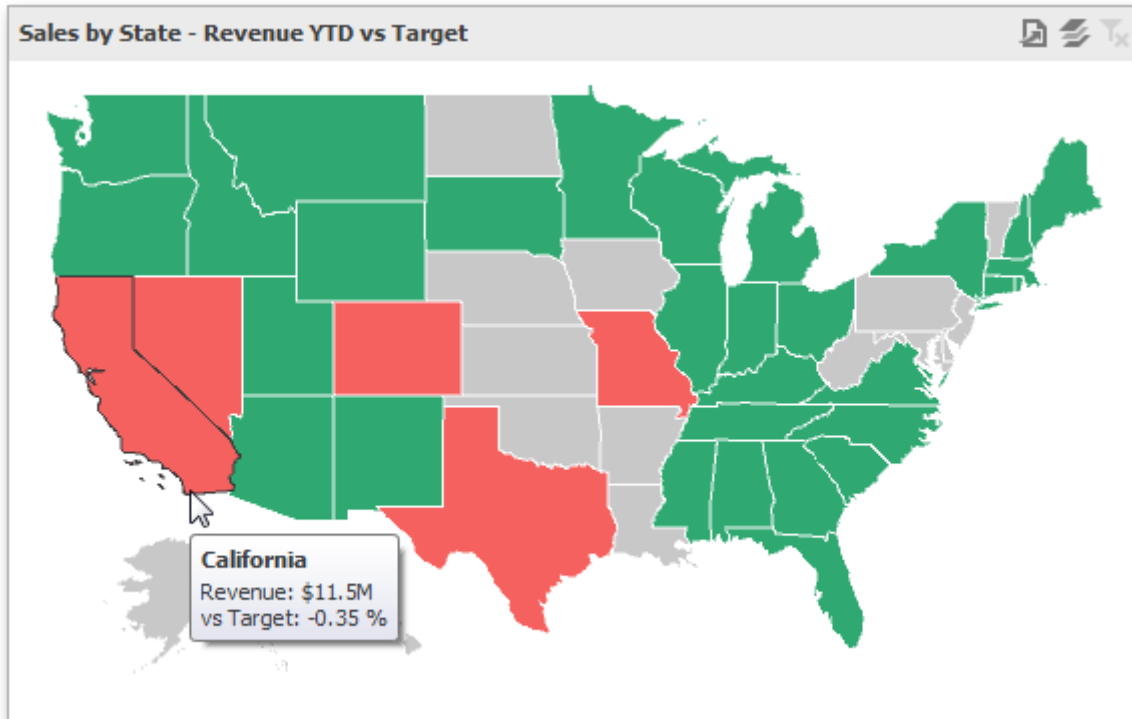 Sales by State - Revenue YTD vs Target
California
Revenue: $11.5M
vs Target: -0.35 %